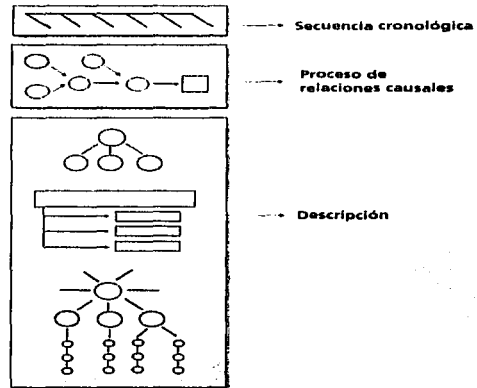 Secuencia cronológica
Proceso de
relaciones causales
Descripción